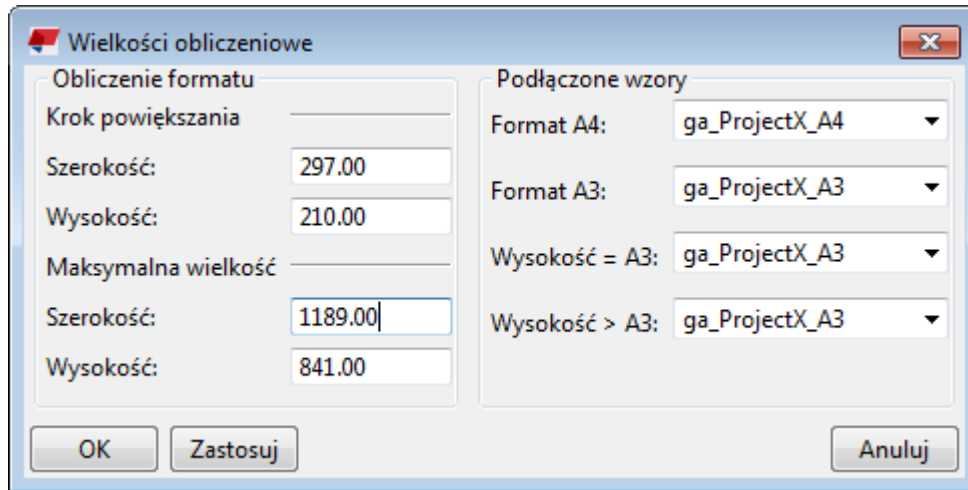 Wielkości obliczeniowe
Obliczenie formatu
Krok powiększania
Szerokość: 297.00
Wysokość: 210.00
Maksymalna wielkość
Szerokość: 1189.00
Wysokość: 841.00
Podłączone wzory
Format A4: ga_ProjectX_A4
Format A3: ga_ProjectX_A3
Wysokość = A3: ga_ProjectX_A3
Wysokość > A3: ga_ProjectX_A3
OK Zastosuj Anuluj